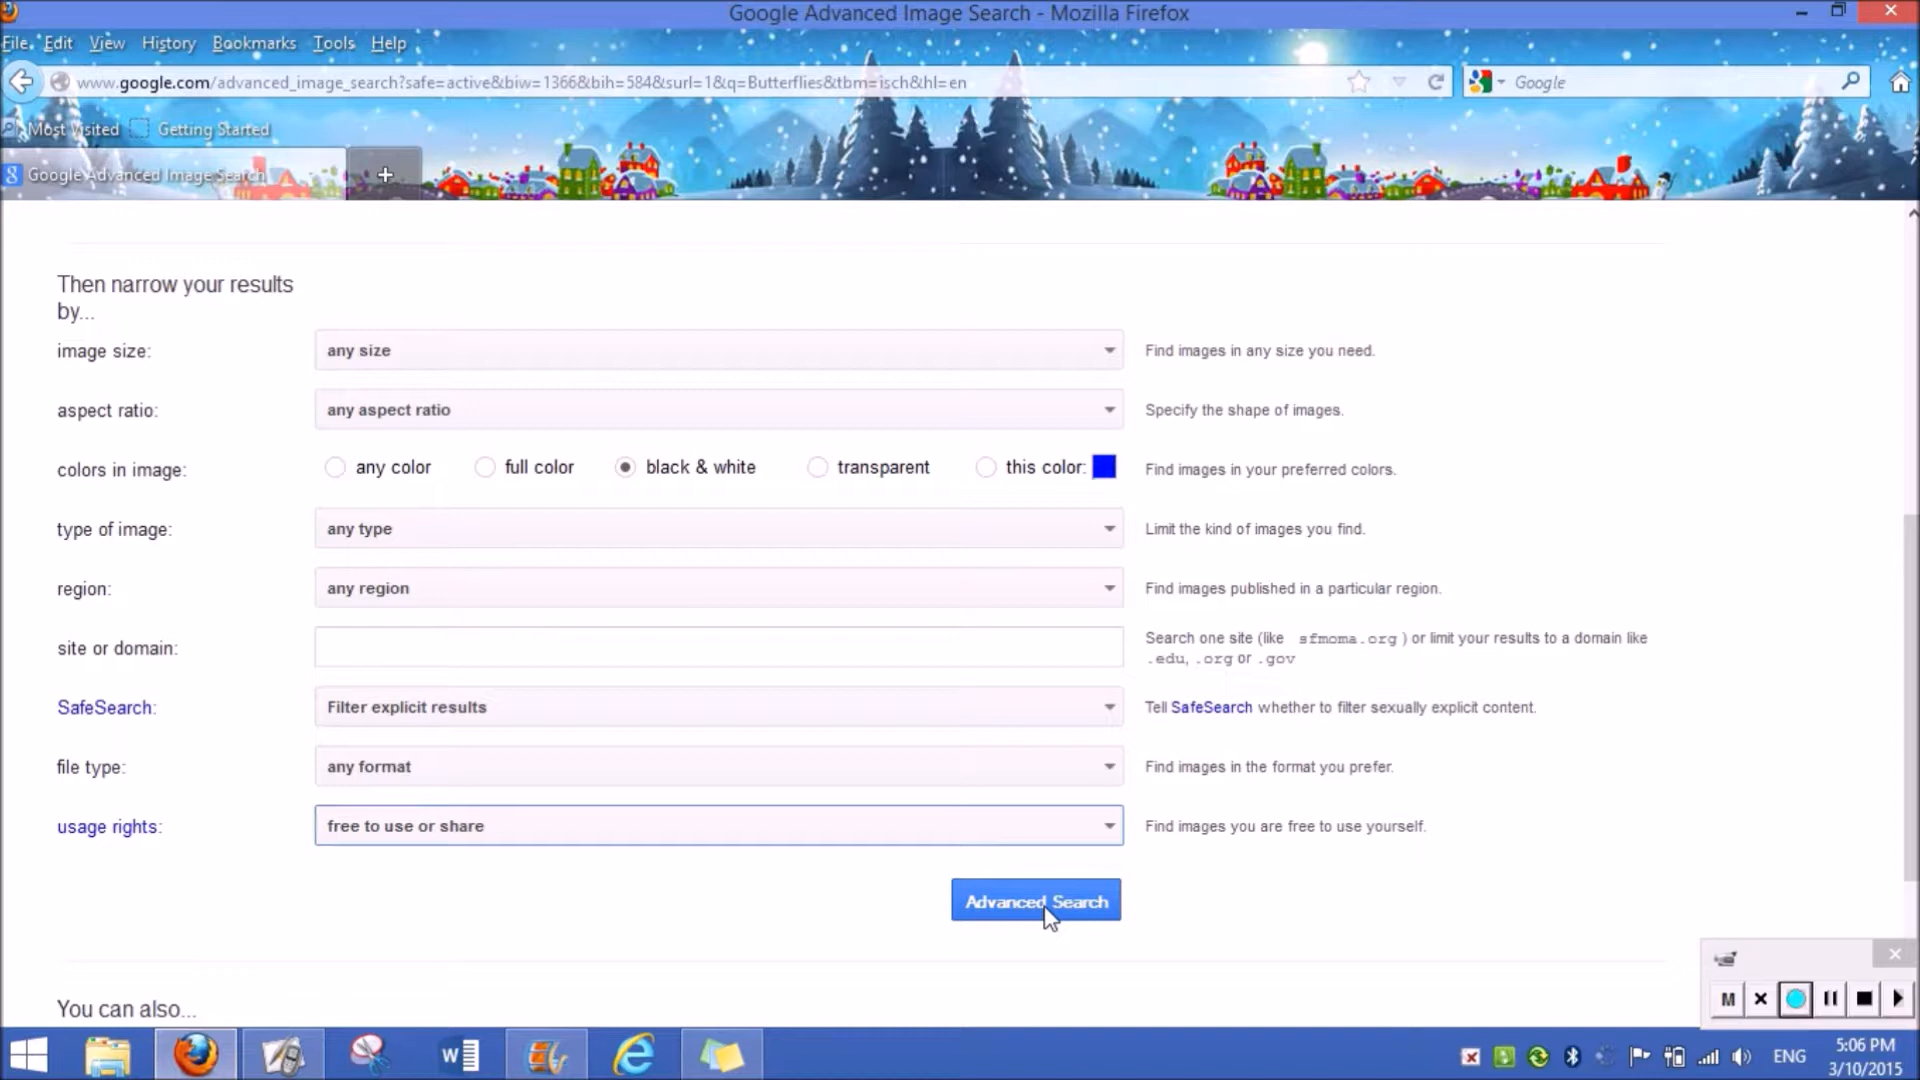 Google Advanced Image Search - Mozilla Firefox
File Edit View History Bookmarks Tools Help
www.google.com/advanced_image_search?safe=active&biw=1366&bih=584&surl=1&q=Butterflies&tbm=isch&hl=en
Google
Most Visited Getting Started
Google Advanced Image Search +
Then narrow your results
by...
image size: any size Find images in any size you need.
aspect ratio: any aspect ratio Specify the shape of images.
colors in image: any color full color black & white transparent this color: Find images in your preferred colors.
type of image: any type Limit the kind of images you find.
region: any region Find images published in a particular region.
site or domain: Search one site (like sfmoma.org ) or limit your results to a domain like
.edu, .org or .gov
SafeSearch: Filter explicit results Tell SafeSearch whether to filter sexually explicit content.
file type: any format Find images in the format you prefer.
usage rights: free to use or share Find images you are free to use yourself.
Advanced Search
You can also...
M
ENG 5:06 PM
3/10/2015